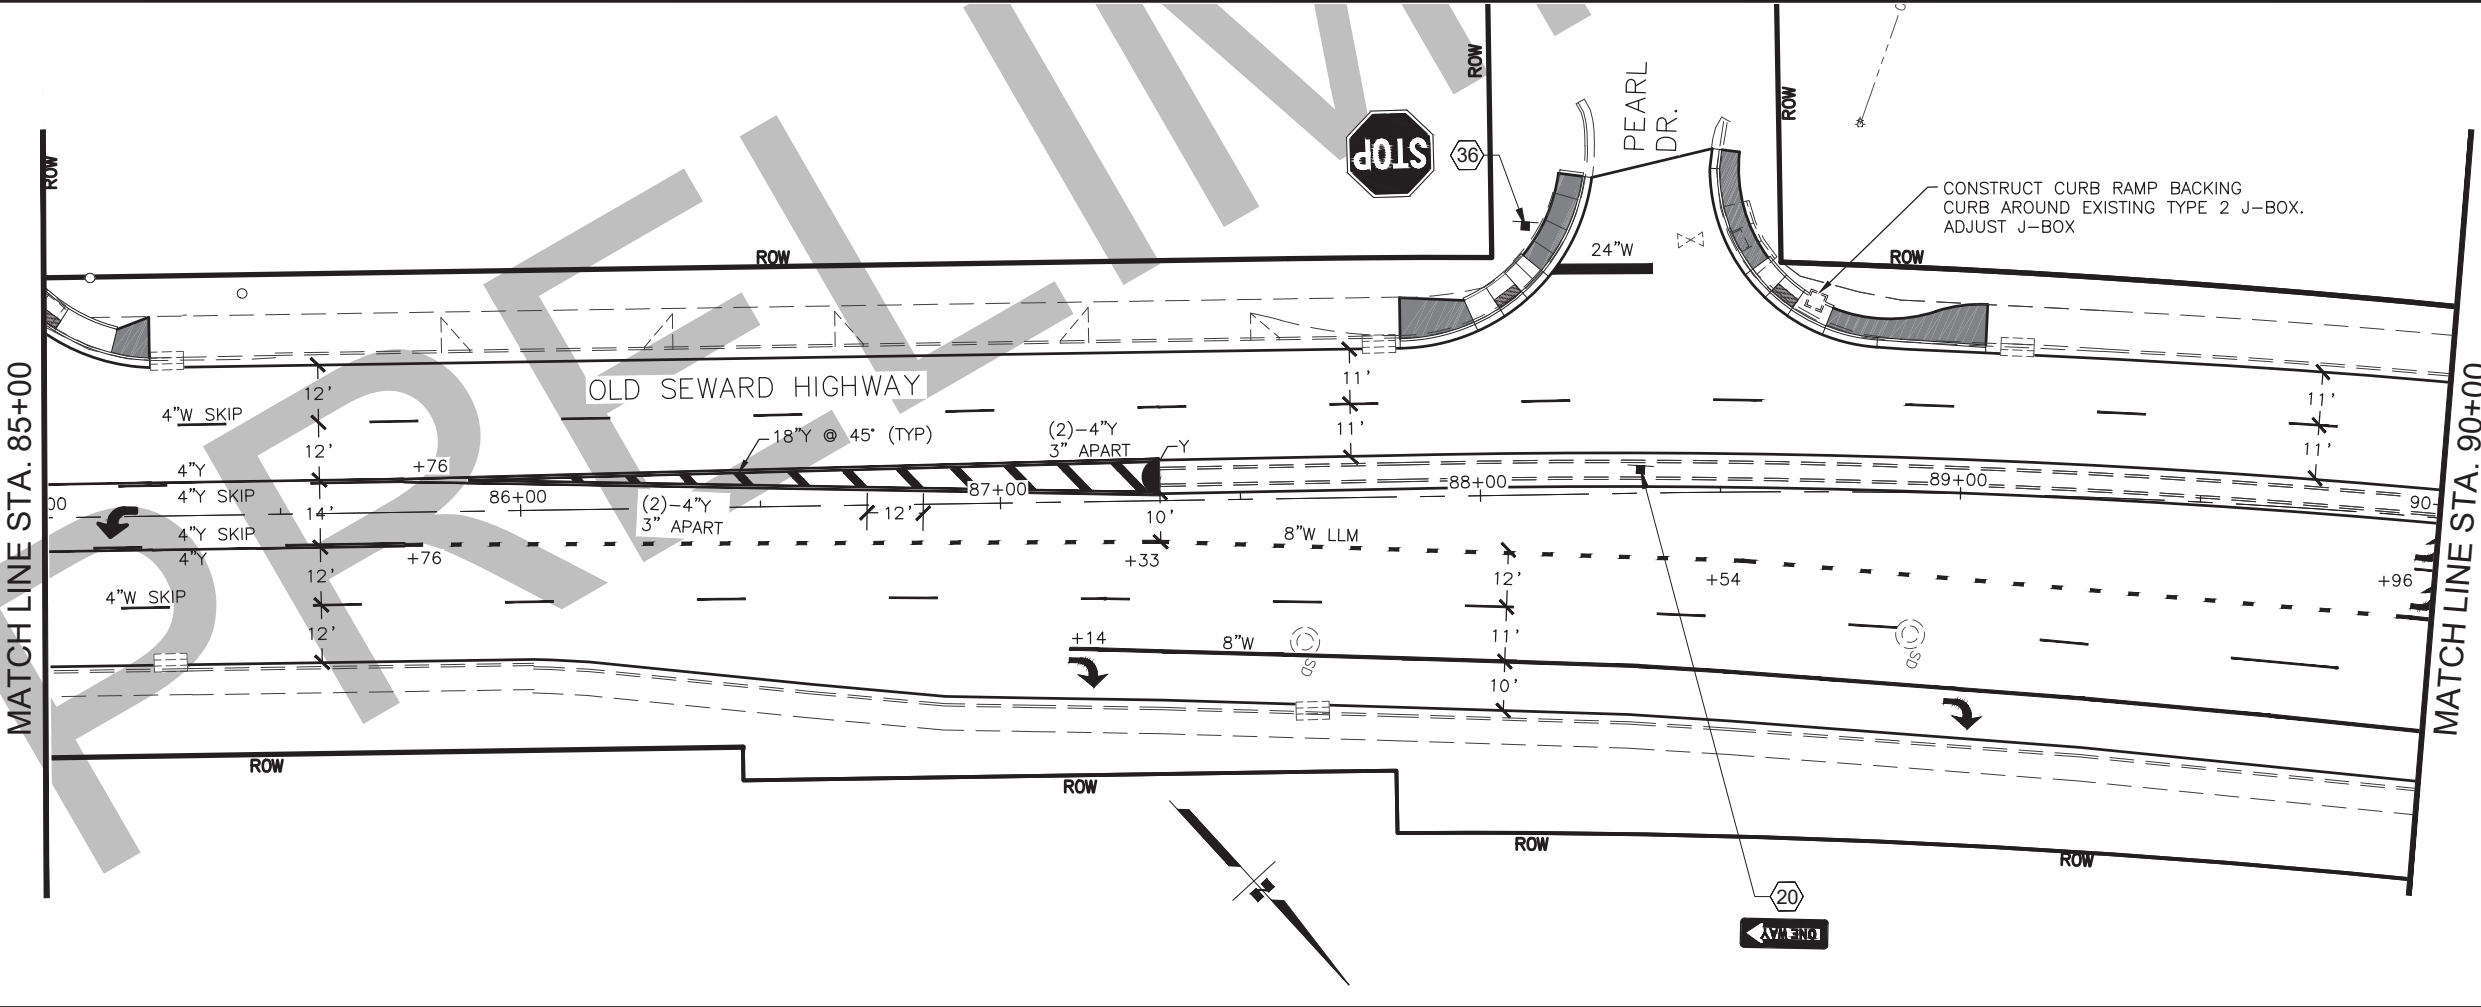 PRELIM
MATCH LINE STA. 85+00
MATCH LINE STA. 90+00
ROW
ROW
ROW
ROW
ROW
PEARL
DR.
STOP
36
24"W
CONSTRUCT CURB RAMP BACKING
CURB AROUND EXISTING TYPE 2 J-BOX.
ADJUST J-BOX
OLD SEWARD HIGHWAY
12'
11'
11'
4"W SKIP
12'
11'
11'
18"Y @ 45° (TYP)
(2)-4"Y
3" APART
Y
4"Y
+76
4"Y SKIP
00
86+00
87+00
88+00
89+00
90
14'
(2)-4"Y
3" APART
12'
10'
4"Y SKIP
4"Y
+76
+33
8"W LLM
+54
+96
12'
12'
4"W SKIP
12'
+14
8"W
11'
SD
SD
10'
ROW
ROW
ROW
ROW
N
20
ONE WAY